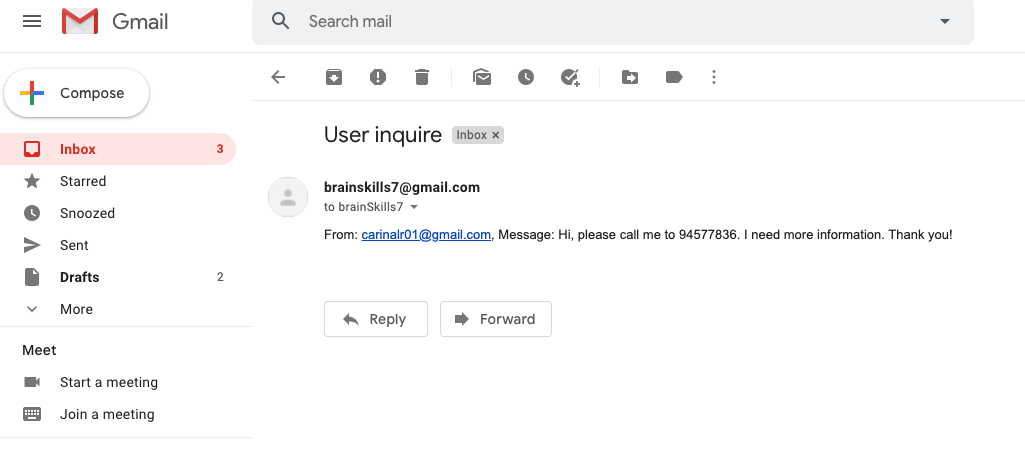 Gmail
Search mail
Compose
Inbox 3
Starred
Snoozed
Sent
Drafts 2
More
Meet
Start a meeting
Join a meeting
User inquire Inbox ×
brainskills7@gmail.com
to brainSkills7
From: carinalr01@gmail.com, Message: Hi, please call me to 94577836. I need more information. Thank you!
Reply Forward